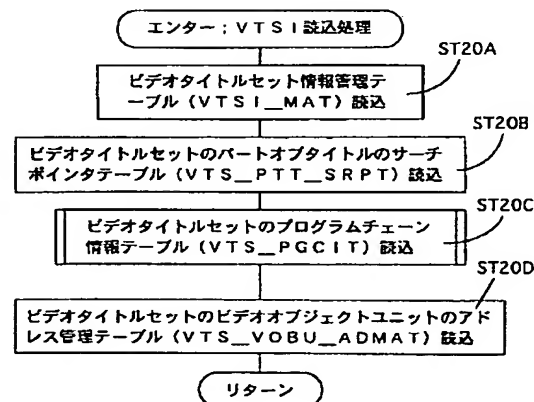 エンター；ＶＴＳＩ読込処理
ST20A
ビデオタイトルセット情報管理テ
ーブル（ＶＴＳＩ＿ＭＡＴ）読込
ST20B
ビデオタイトルセットのパートオブタイトルのサーチ
ポインタテーブル（ＶＴＳ＿ＰＴＴ＿ＳＲＰＴ）読込
ST20C
ビデオタイトルセットのプログラムチェーン
情報テーブル（ＶＴＳ＿ＰＧＣＩＴ）読込
ST20D
ビデオタイトルセットのビデオオブジェクトユニットのアド
レス管理テーブル（ＶＴＳ＿ＶＯＢＵ＿ＡＤＭＡＴ）読込
リターン